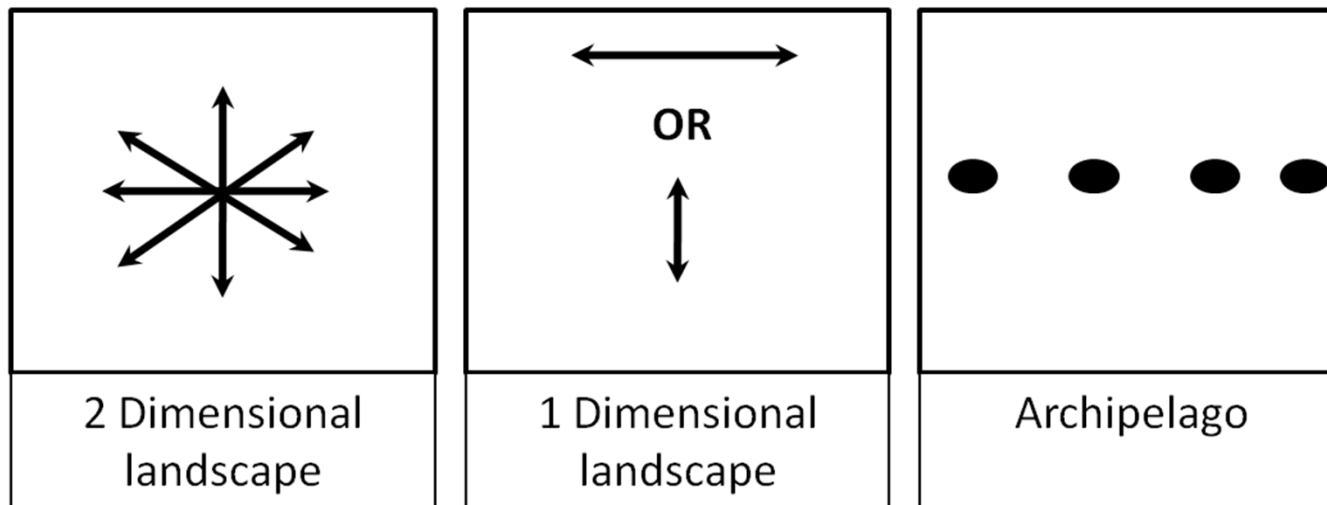 OR
2 Dimensional
landscape
1 Dimensional
landscape
Archipelago